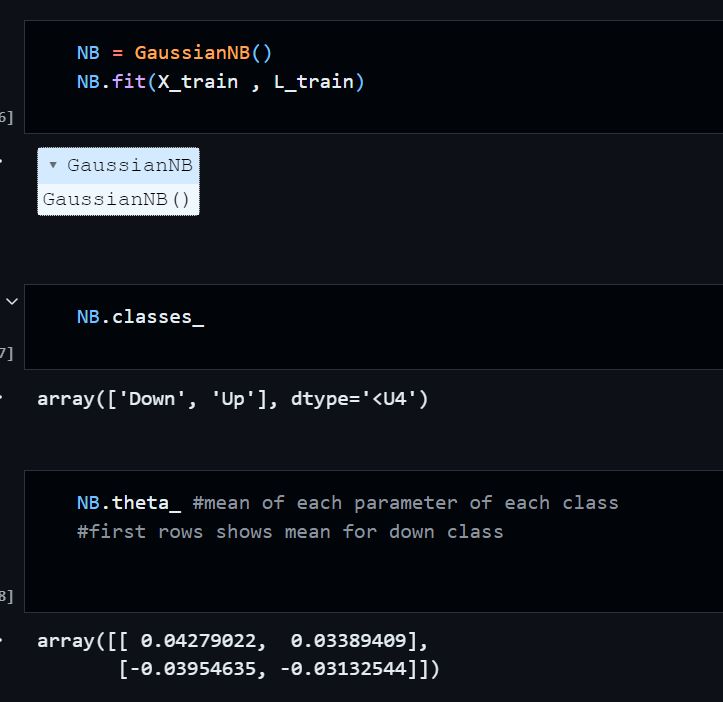 NB = GaussianNB()
NB.fit(X_train , L_train)
6]
▾ GaussianNB
GaussianNB()
NB.classes_
7]
array(['Down', 'Up'], dtype='<U4')
NB.theta_ #mean of each parameter of each class
#first rows shows mean for down class
8]
array([[ 0.04279022,  0.03389409],
[-0.03954635, -0.03132544]])